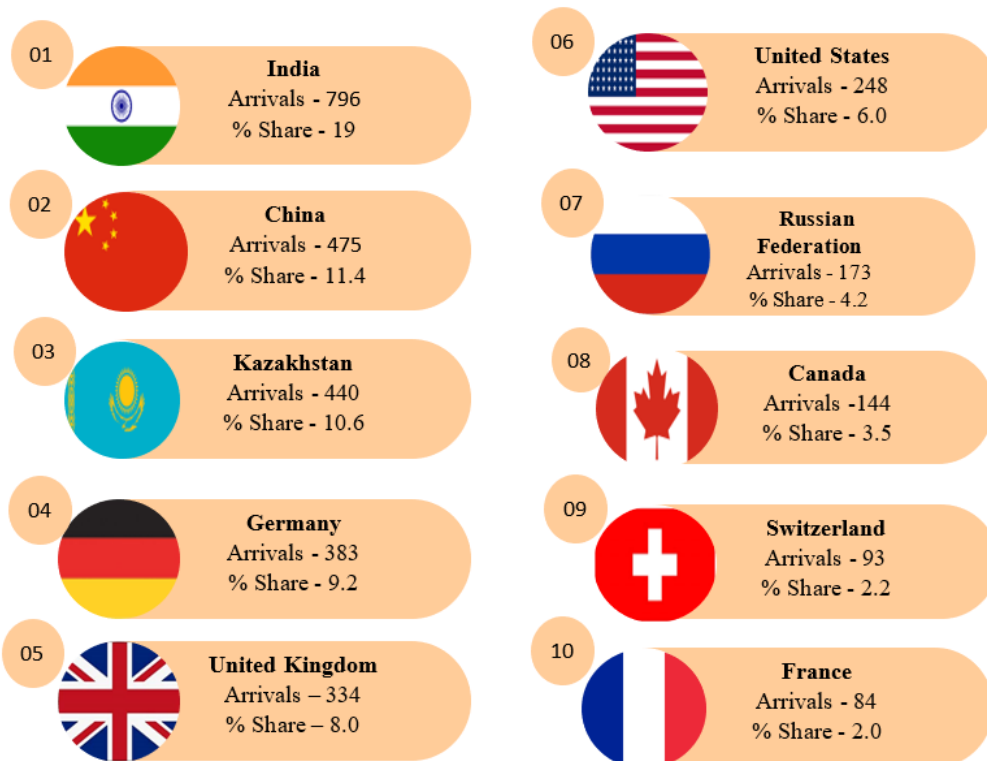 01
India
Arrivals - 796
% Share - 19
02
China
Arrivals - 475
% Share - 11.4
03
Kazakhstan
Arrivals - 440
% Share - 10.6
04
Germany
Arrivals - 383
% Share - 9.2
05
United Kingdom
Arrivals – 334
% Share – 8.0
06
United States
Arrivals - 248
% Share - 6.0
07
Russian
Federation
Arrivals - 173
% Share - 4.2
08
Canada
Arrivals -144
% Share - 3.5
09
Switzerland
Arrivals - 93
% Share - 2.2
10
France
Arrivals - 84
% Share - 2.0